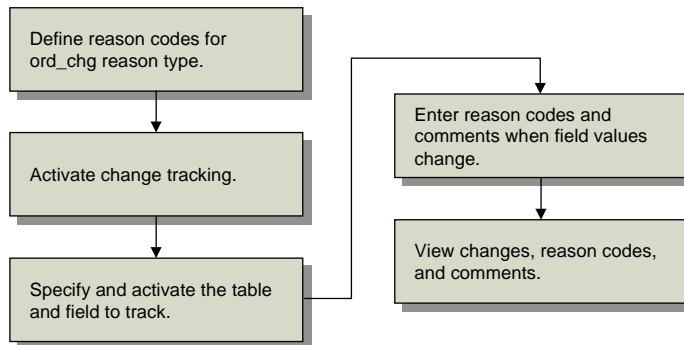 Define reason codes for
ord_chg reason type.
Activate change tracking.
Specify and activate the table
and field to track.
Enter reason codes and
comments when field values
change.
View changes, reason codes,
and comments.